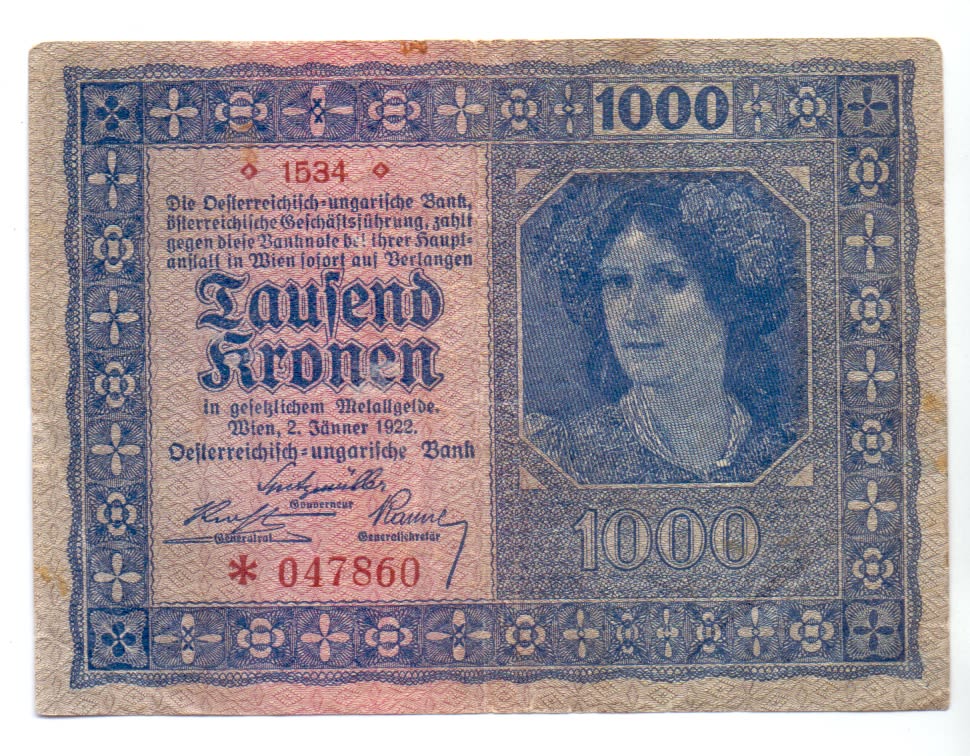 1000
1534
Die Oesterreichisch-ungarische Bank,
österreichische Geschäftsführung, zahlt
gegen diese Banknote bei ihrer Haupt-
anstalt in Wien sofort auf Verlangen
Tausend
Kronen
in gesetzlichem Metallgelde.
Wien, 2. Jänner 1922.
Oesterreichisch-ungarische Bank
Gouverneur
Generalrat
Generalsekretär
* 047860
1000